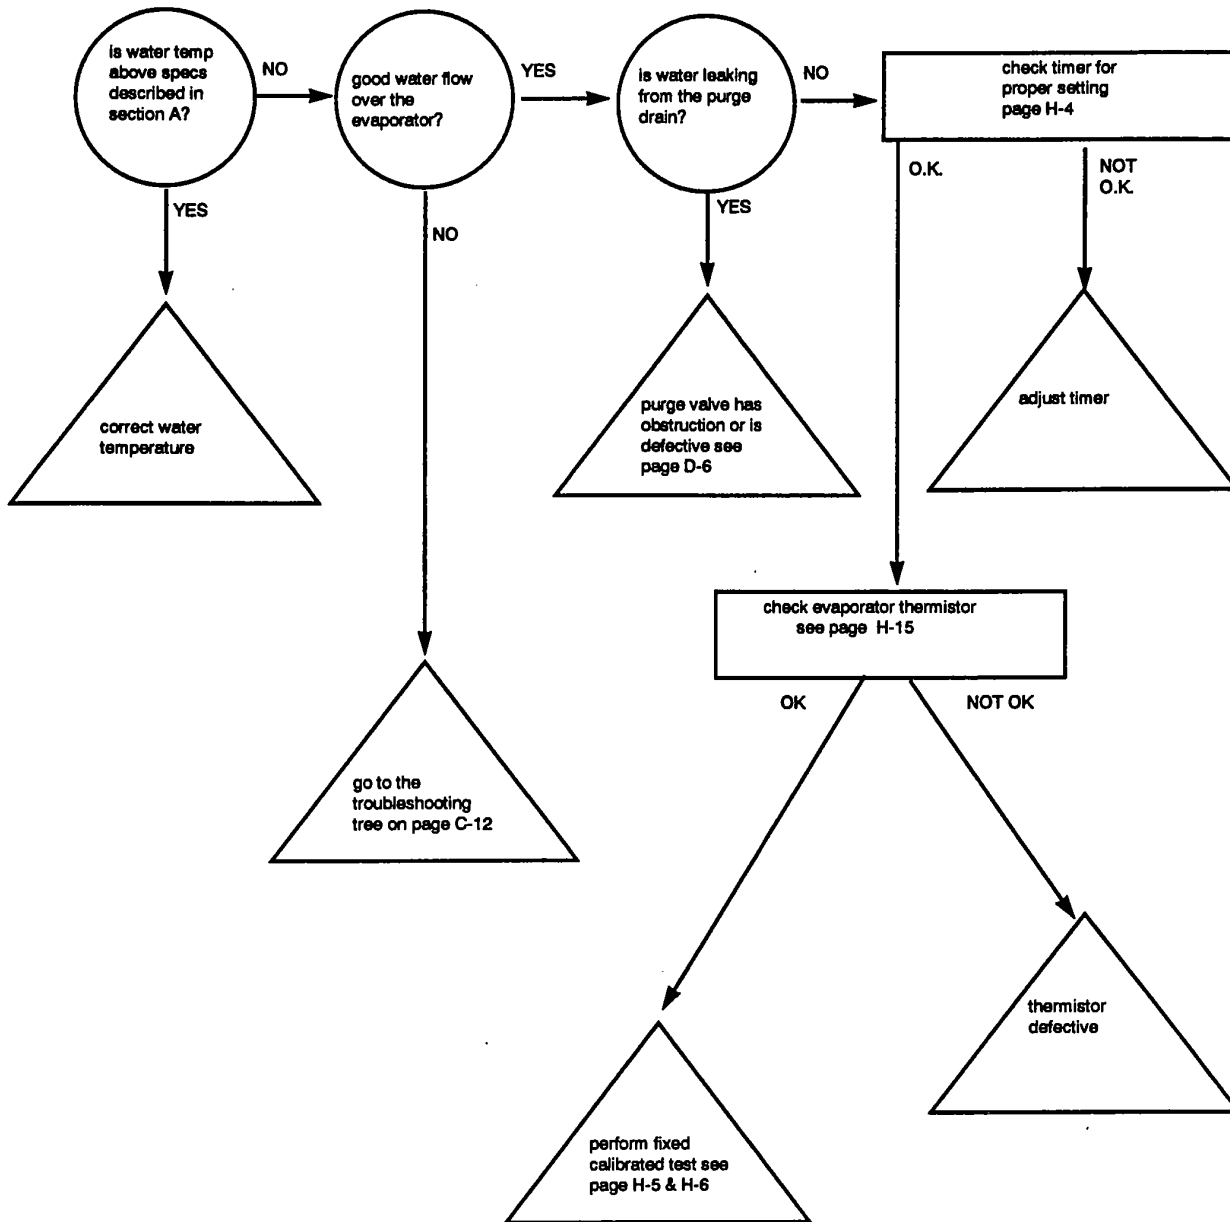 is water temp
above specs
described in
section A?
NO
good water flow
over the
evaporator?
YES
is water leaking
from the purge
drain?
NO
check timer for
proper setting
page H-4
YES
NO
YES
O.K.
NOT
O.K.
correct water
temperature
purge valve has
obstruction or is
defective see
page D-6
adjust timer
check evaporator thermistor
see page H-15
OK
NOT OK
go to the
troubleshooting
tree on page C-12
thermistor
defective
perform fixed
calibrated test see
page H-5 & H-6